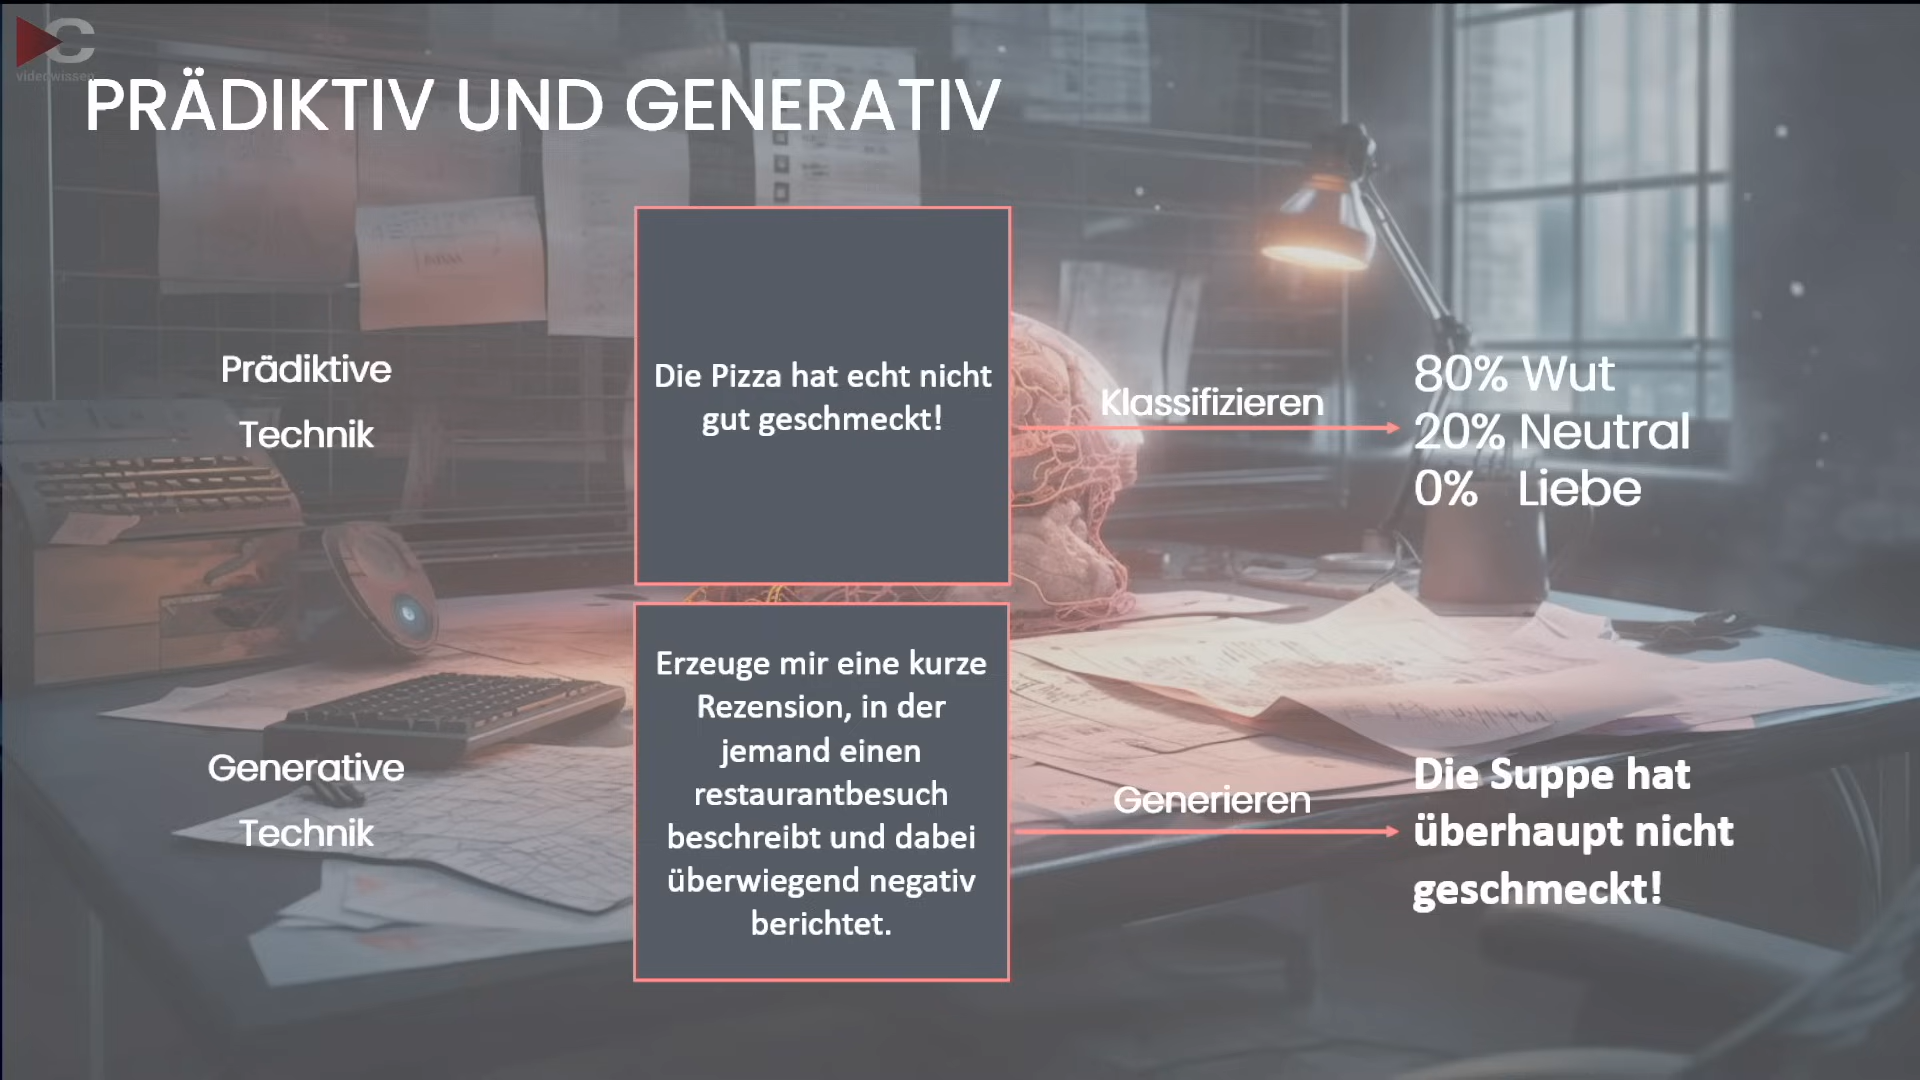 C
videowissen
PRÄDIKTIV UND GENERATIV
Prädiktive
Technik
Die Pizza hat echt nicht
gut geschmeckt!
Klassifizieren
80% Wut
20% Neutral
0% Liebe
Generative
Technik
Erzeuge mir eine kurze
Rezension, in der
jemand einen
restaurantbesuch
beschreibt und dabei
überwiegend negativ
berichtet.
Generieren
Die Suppe hat
überhaupt nicht
geschmeckt!